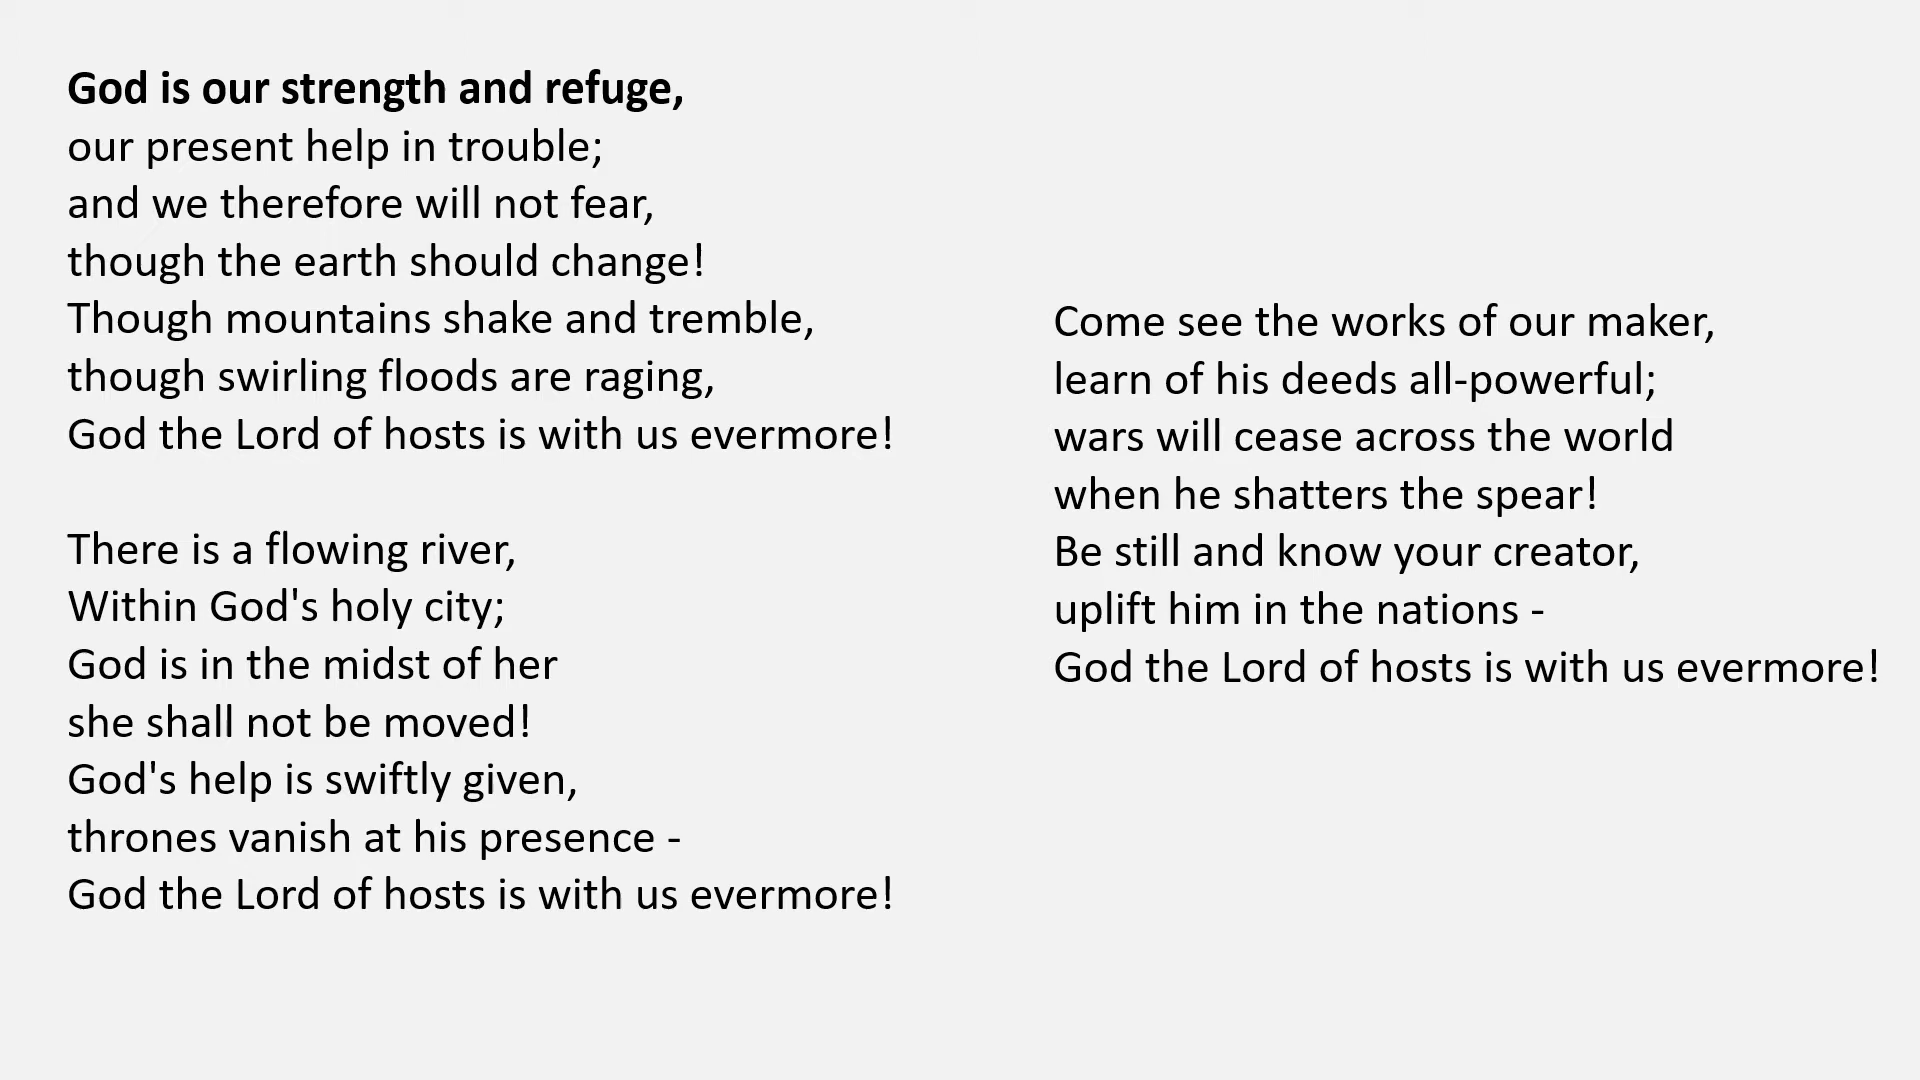 God is our strength and refuge,
our present help in trouble;
and we therefore will not fear,
though the earth should change!
Though mountains shake and tremble,
though swirling floods are raging,
God the Lord of hosts is with us evermore!
There is a flowing river,
Within God's holy city;
God is in the midst of her
she shall not be moved!
God's help is swiftly given,
thrones vanish at his presence -
God the Lord of hosts is with us evermore!
Come see the works of our maker,
learn of his deeds all-powerful;
wars will cease across the world
when he shatters the spear!
Be still and know your creator,
uplift him in the nations -
God the Lord of hosts is with us evermore!